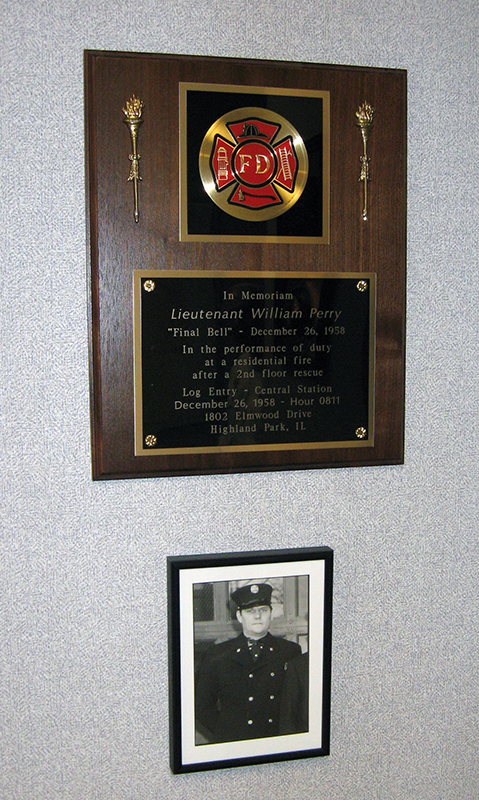 FD
In Memoriam
Lieutenant William Perry
"Final Bell" - December 26, 1958
In the performance of duty
at a residential fire
after a 2nd floor rescue
Log Entry - Central Station
December 26, 1958 - Hour 0811
1802 Elmwood Drive
Highland Park, IL